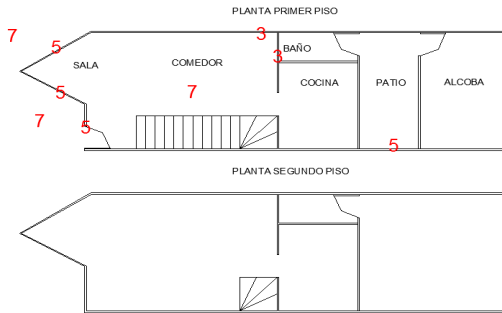 PLANTA PRIMER PISO
7
3
5
3
BAÑO
SALA
COMEDOR
COCINA
PATIO
ALCOBA
5
7
7
5
5
PLANTA SEGUNDO PISO